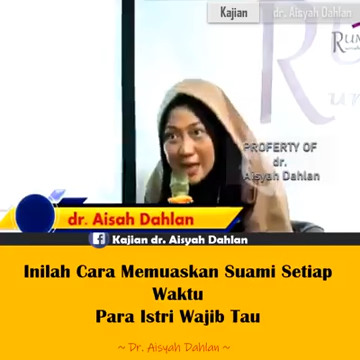 Kajian dr. Aisyah Dahlan
PROPERTY OF
dr.
Aisyah Dahlan
dr. Aisah Dahlan
Kajian dr. Aisyah Dahlan
Inilah Cara Memuaskan Suami Setiap
Waktu
Para Istri Wajib Tau
~ Dr. Aisyah Dahlan ~